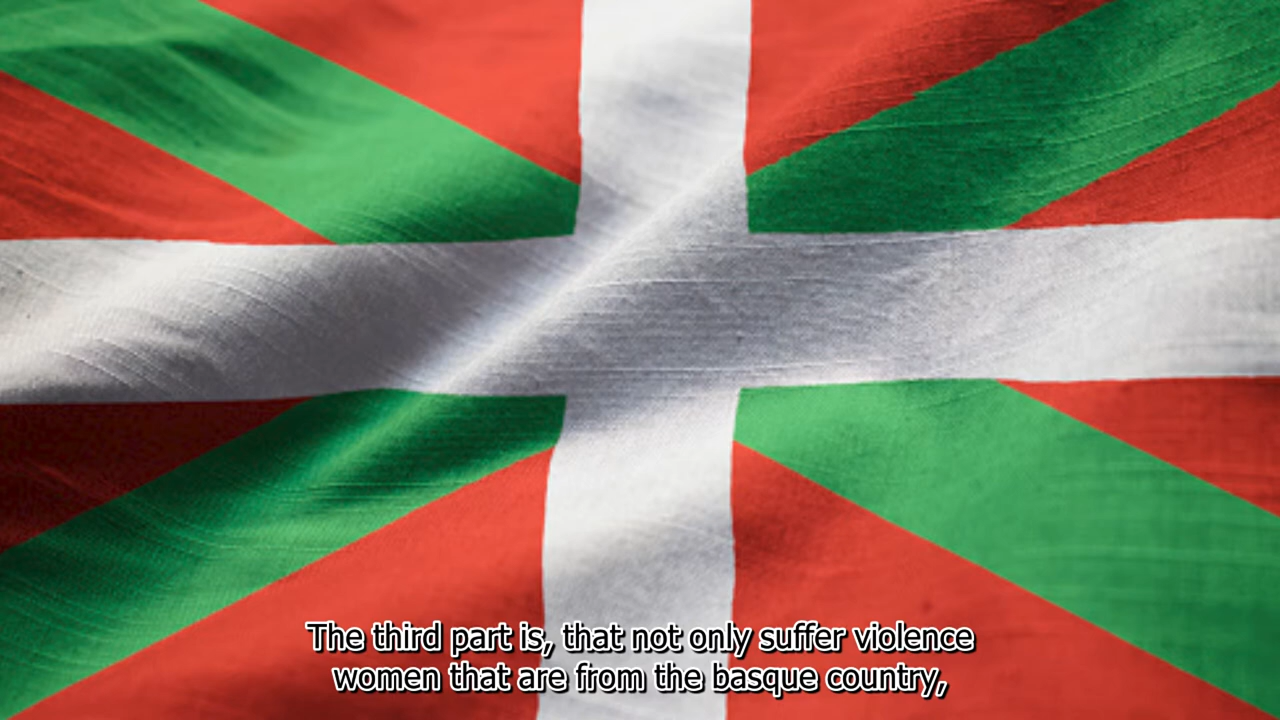 The third part is, that not only suffer violence
women that are from the basque country,